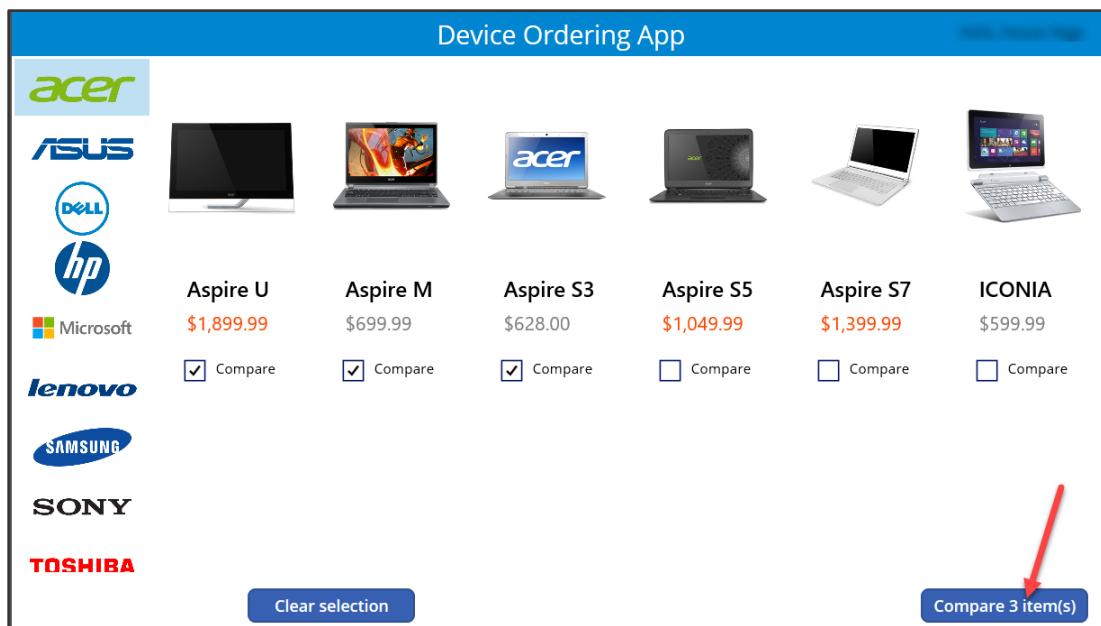 Device Ordering App
acer
ASUS
DELL
hp
Microsoft
lenovo
SAMSUNG
SONY
TOSHIBA
acer
acer
Aspire U
Aspire M
Aspire S3
Aspire S5
Aspire S7
ICONIA
$1,899.99
$699.99
$628.00
$1,049.99
$1,399.99
$599.99
Compare
Compare
Compare
Compare
Compare
Compare
Clear selection
Compare 3 item(s)